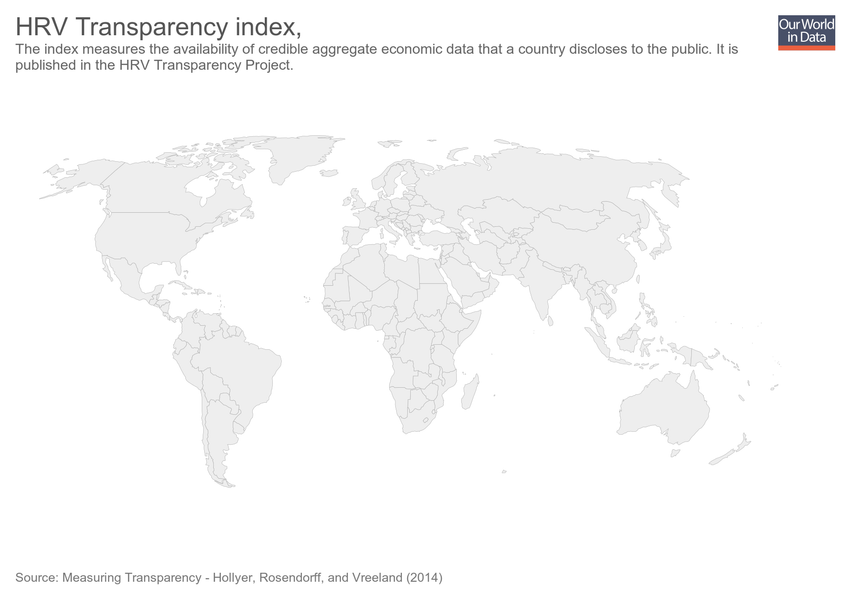 HRV Transparency index,
The index measures the availability of credible aggregate economic data that a country discloses to the public. It is
published in the HRV Transparency Project.
Our World
in Data
Source: Measuring Transparency - Hollyer, Rosendorff, and Vreeland (2014)